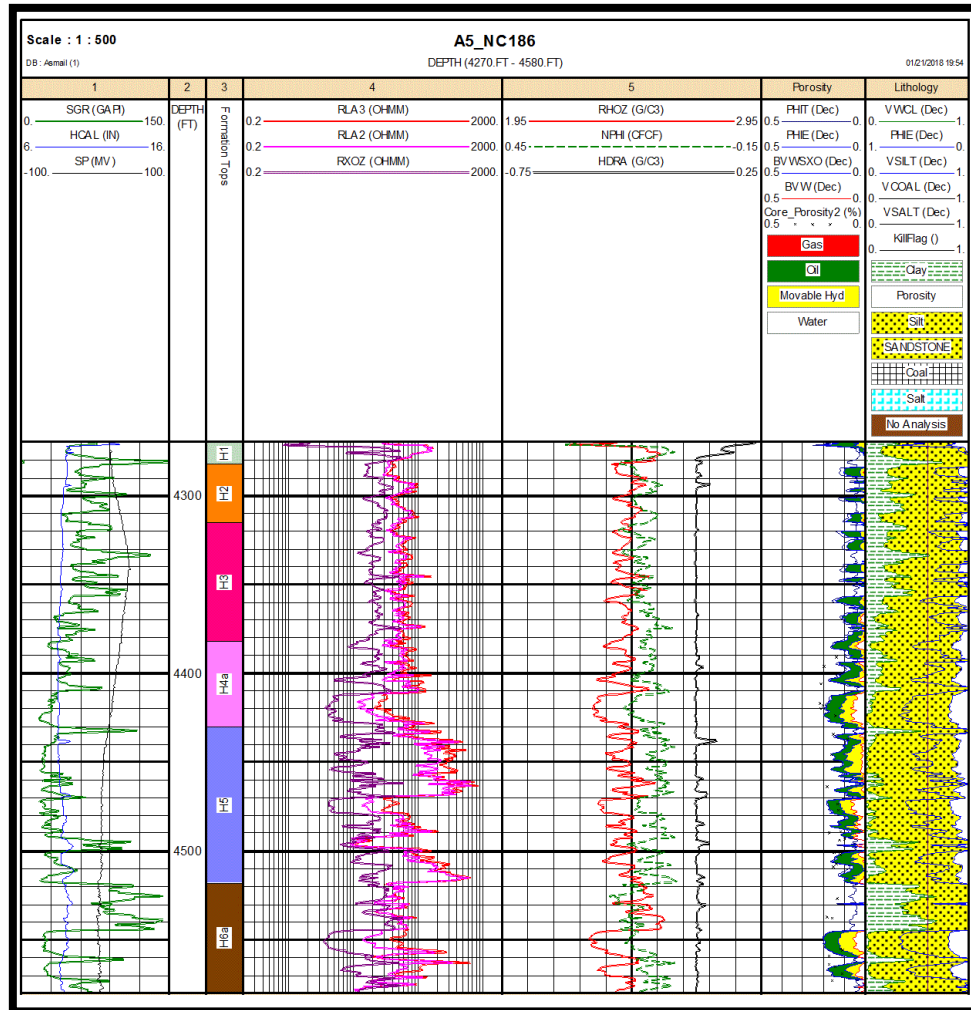 Scale : 1 : 500
A5_NC186
DB : Asmail (1)
DEPTH (4270.FT - 4580.FT)
01/21/2018 19:54
1 2 3 4 5 Porosity Lithology
SGR (GAPI)
0. 150.
HCAL (IN)
6. 16.
SP (MV)
-100. 100.
DEPTH
(FT)
Formation Tops
RLA3 (OHMM)
0.2 2000.
RLA2 (OHMM)
0.2 2000.
RXOZ (OHMM)
0.2 2000.
RHOZ (G/C3)
1.95 2.95
NPHI (CFCF)
0.45 -0.15
HDRA (G/C3)
-0.75 0.25
PHIT (Dec)
0.5 0.
PHIE (Dec)
0.5 0.
BVWSXO (Dec)
0.5 0.
BVW (Dec)
0.5 0.
Core_Porosity2 (%)
0.5 0.
Gas
Oil
Movable Hyd
Water
VWCL (Dec)
0. 1.
PHIE (Dec)
1. 0.
VSILT (Dec)
0. 1.
VCOAL (Dec)
0. 1.
VSALT (Dec)
0. 1.
KillFlag ()
0. 1.
Clay
Porosity
Silt
SANDSTONE
Coal
Salt
No Analysis
H1
4300
H2
H3
4400
H4a
H5
4500
H6a